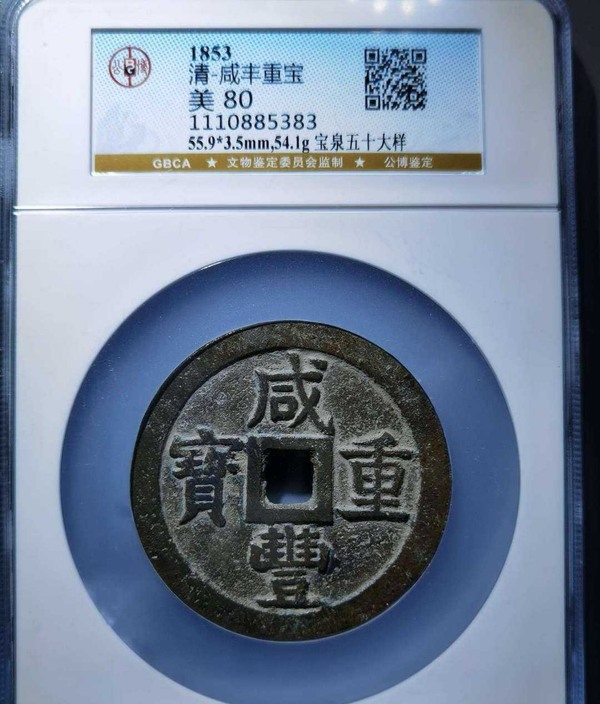 1853
清-咸丰重宝
美 80
1110885383
55.9*3.5mm,54.1g 宝泉五十大样
GBCA ★ 文物鉴定委员会监制 ★ 公博鉴定
咸
寶 重
豐